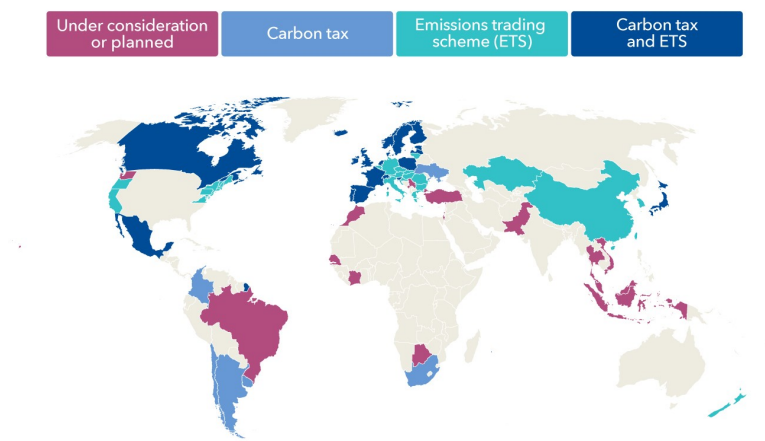 Under consideration
or planned
Carbon tax
Emissions trading
scheme (ETS)
Carbon tax
and ETS